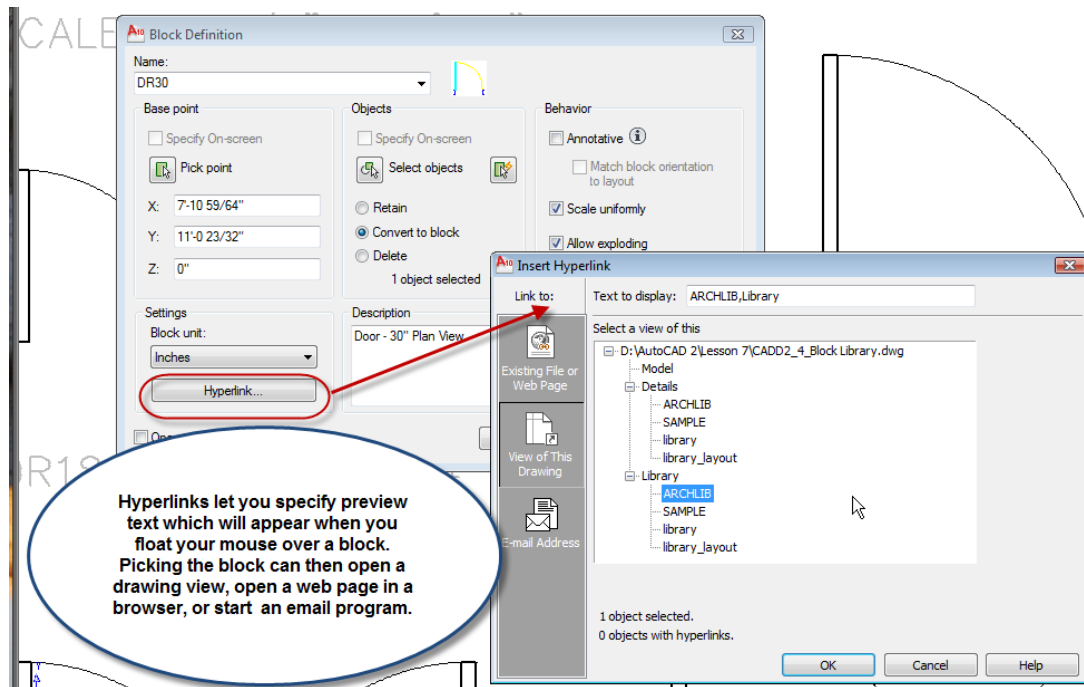 CALE
A10 Block Definition
Name:
DR30
Base point
Specify On-screen
Pick point
X: 7'-10 59/64"
Y: 11'-0 23/32"
Z: 0"
Objects
Specify On-screen
Select objects
Retain
Convert to block
Delete
1 object selected
Behavior
Annotative
Match block orientation
to layout
Scale uniformly
Allow exploding
Settings
Block unit:
Inches
Hyperlink...
Description
Door - 30" Plan View
Ope
DR18
Hyperlinks let you specify preview
text which will appear when you
float your mouse over a block.
Picking the block can then open a
drawing view, open a web page in a
browser, or start an email program.
A10 Insert Hyperlink
Link to:
Text to display: ARCHLIB,Library
Existing File or
Web Page
View of This
Drawing
E-mail Address
Select a view of this
D:\AutoCAD 2\Lesson 7\CADD2_4_Block Library.dwg
Model
Details
ARCHLIB
SAMPLE
library
library_layout
Library
ARCHLIB
SAMPLE
library
library_layout
1 object selected.
0 objects with hyperlinks.
OK Cancel Help